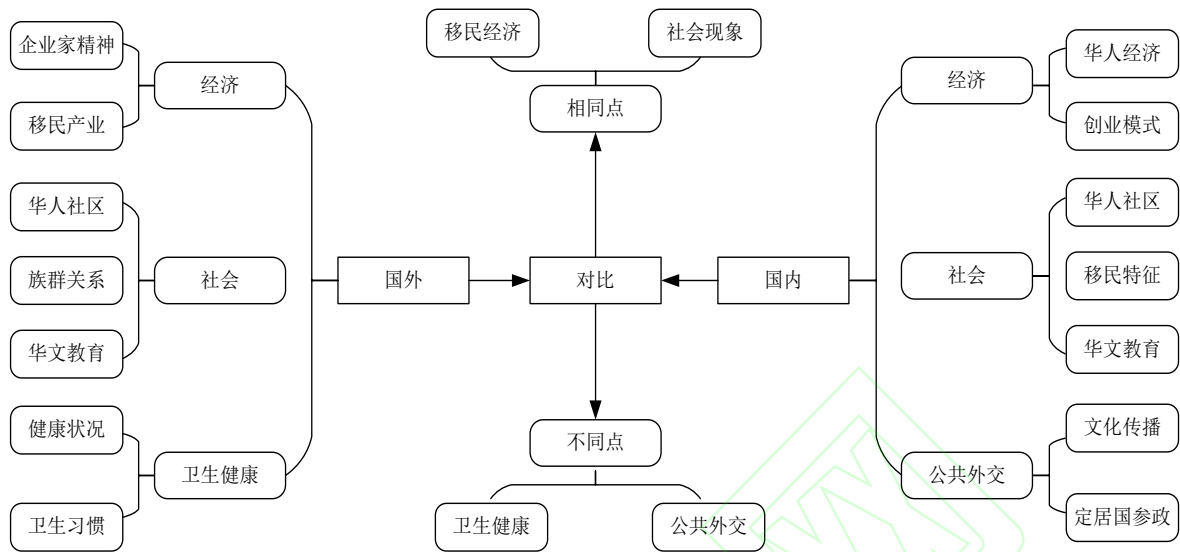 企业家精神
移民产业
经济
华人社区
族群关系
华文教育
社会
健康状况
卫生习惯
卫生健康
国外
移民经济
社会现象
相同点
对比
不同点
卫生健康
公共外交
国内
经济
华人经济
创业模式
社会
华人社区
移民特征
华文教育
公共外交
文化传播
定居国参政